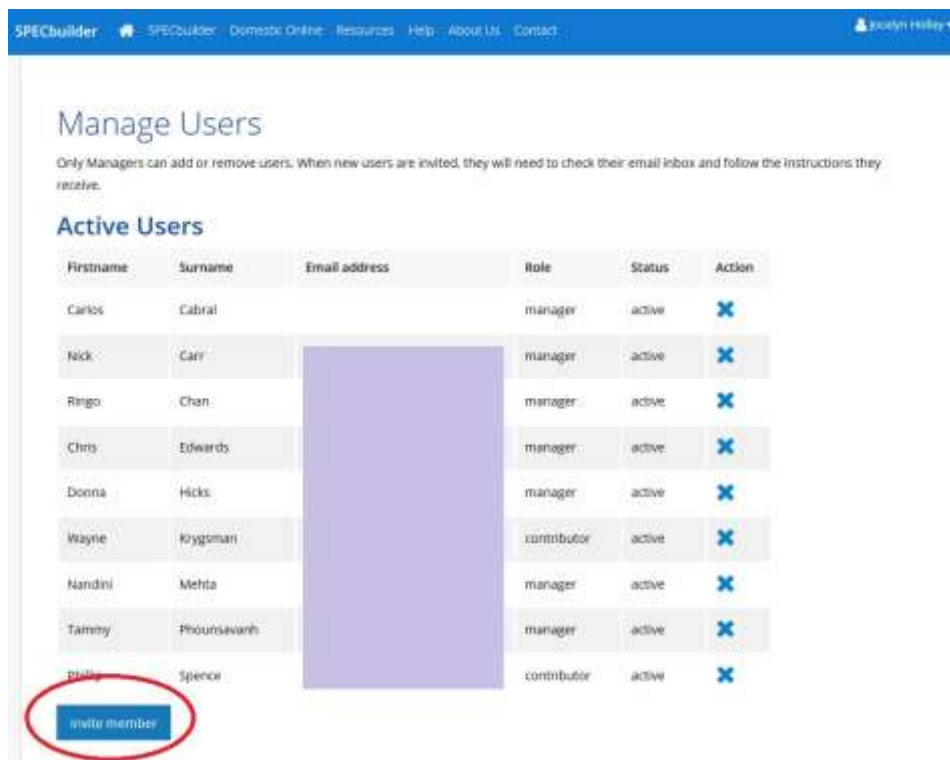 SPECbuilder SPECbuilder Domestic Online Resources Help About Us Contact Jocelyn Holley
Manage Users
Only Managers can add or remove users. When new users are invited, they will need to check their email inbox and follow the instructions they
receive.
Active Users
Firstname Surname Email address Role Status Action
Carlos Cabral manager active
Nick Carr manager active
Ringo Chan manager active
Chris Edwards manager active
Donna Hicks manager active
Wayne Krygsman contributor active
Nandini Mehta manager active
Tammy Phounsavanh manager active
Phillip Spence contributor active
Invite member